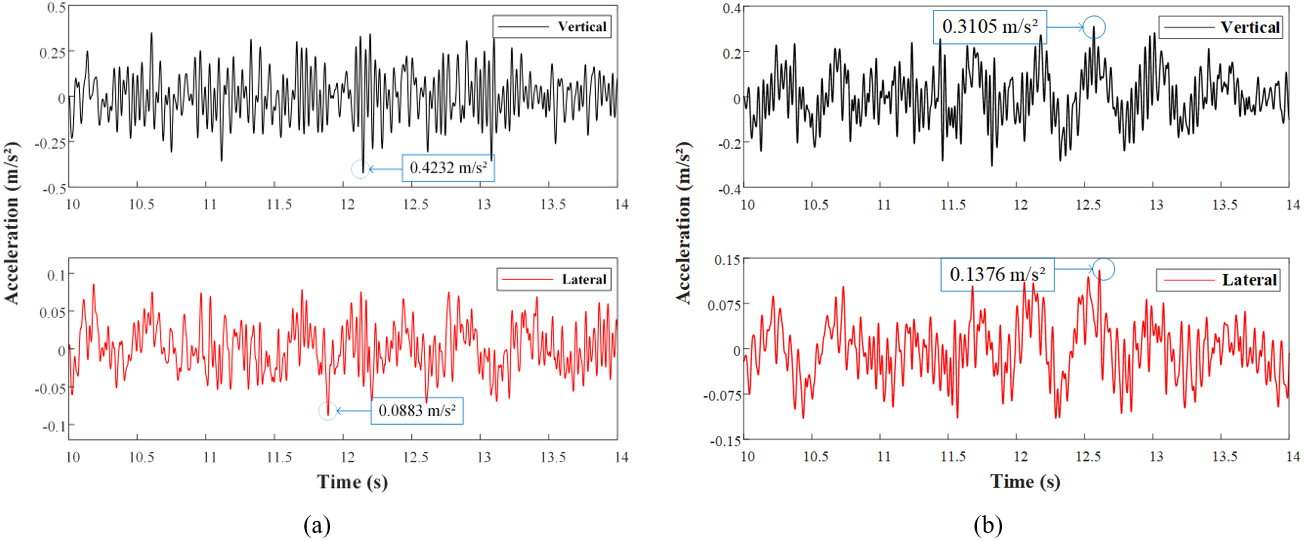 Acceleration (m/s²)
0.5
0.25
0
-0.25
-0.5
Vertical
0.4232 m/s²
10 10.5 11 11.5 12 12.5 13 13.5 14
0.1
0.05
0
-0.05
-0.1
Lateral
0.0883 m/s²
10 10.5 11 11.5 12 12.5 13 13.5 14
Time (s)
(a)
Acceleration (m/s²)
0.4
0.2
0
-0.2
-0.4
0.3105 m/s²
Vertical
10 10.5 11 11.5 12 12.5 13 13.5 14
0.15
0.075
0
-0.075
-0.15
0.1376 m/s²
Lateral
10 10.5 11 11.5 12 12.5 13 13.5 14
Time (s)
(b)